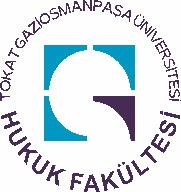 TOKAT GAZİOSMANPAŞA ÜNİVERSİTESİ
HUKUK FAKÜLTESİ